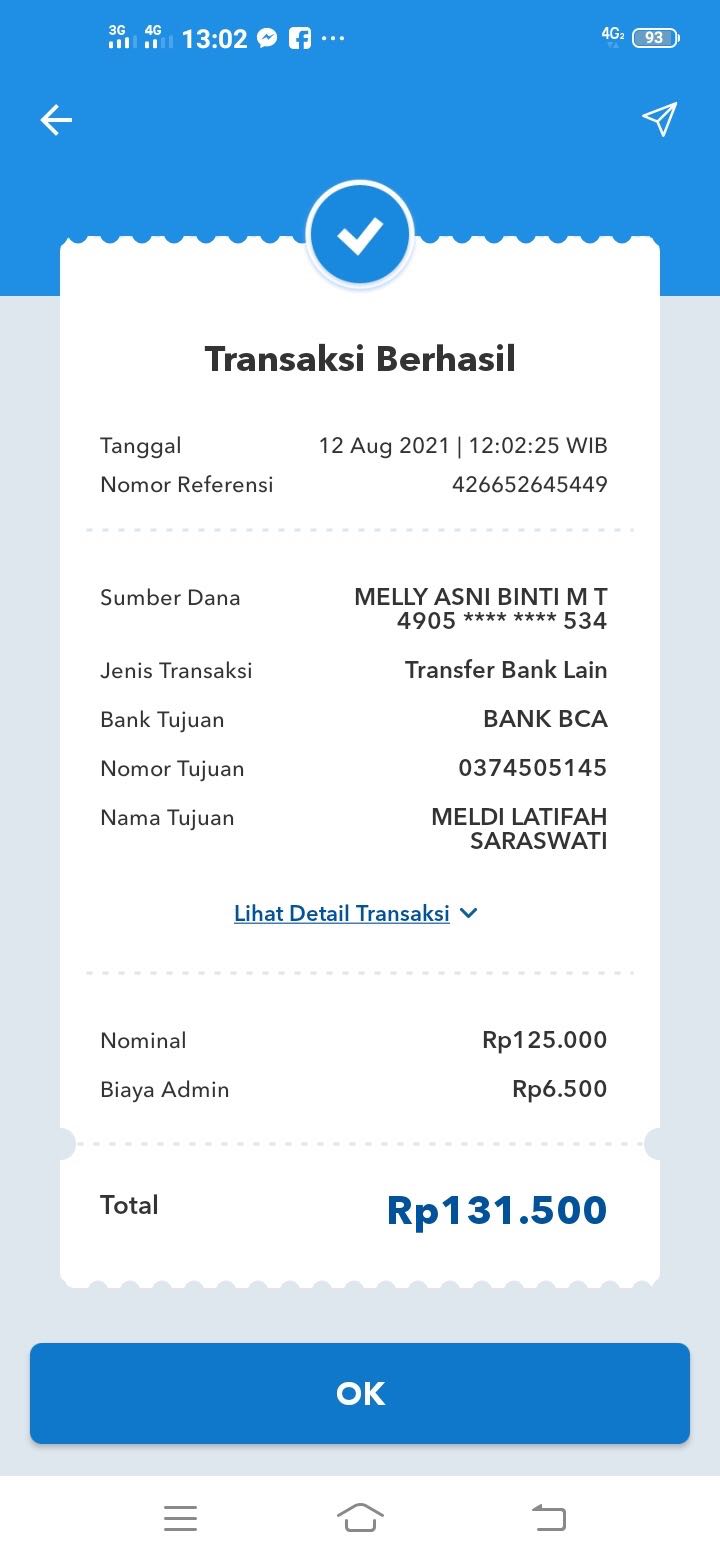 3G 4G 13:02 ... 4G2 93
Transaksi Berhasil
Tanggal 12 Aug 2021 | 12:02:25 WIB
Nomor Referensi 426652645449
Sumber Dana MELLY ASNI BINTI M T
4905 **** **** 534
Jenis Transaksi Transfer Bank Lain
Bank Tujuan BANK BCA
Nomor Tujuan 0374505145
Nama Tujuan MELDI LATIFAH
SARASWATI
Lihat Detail Transaksi
Nominal Rp125.000
Biaya Admin Rp6.500
Total Rp131.500
OK